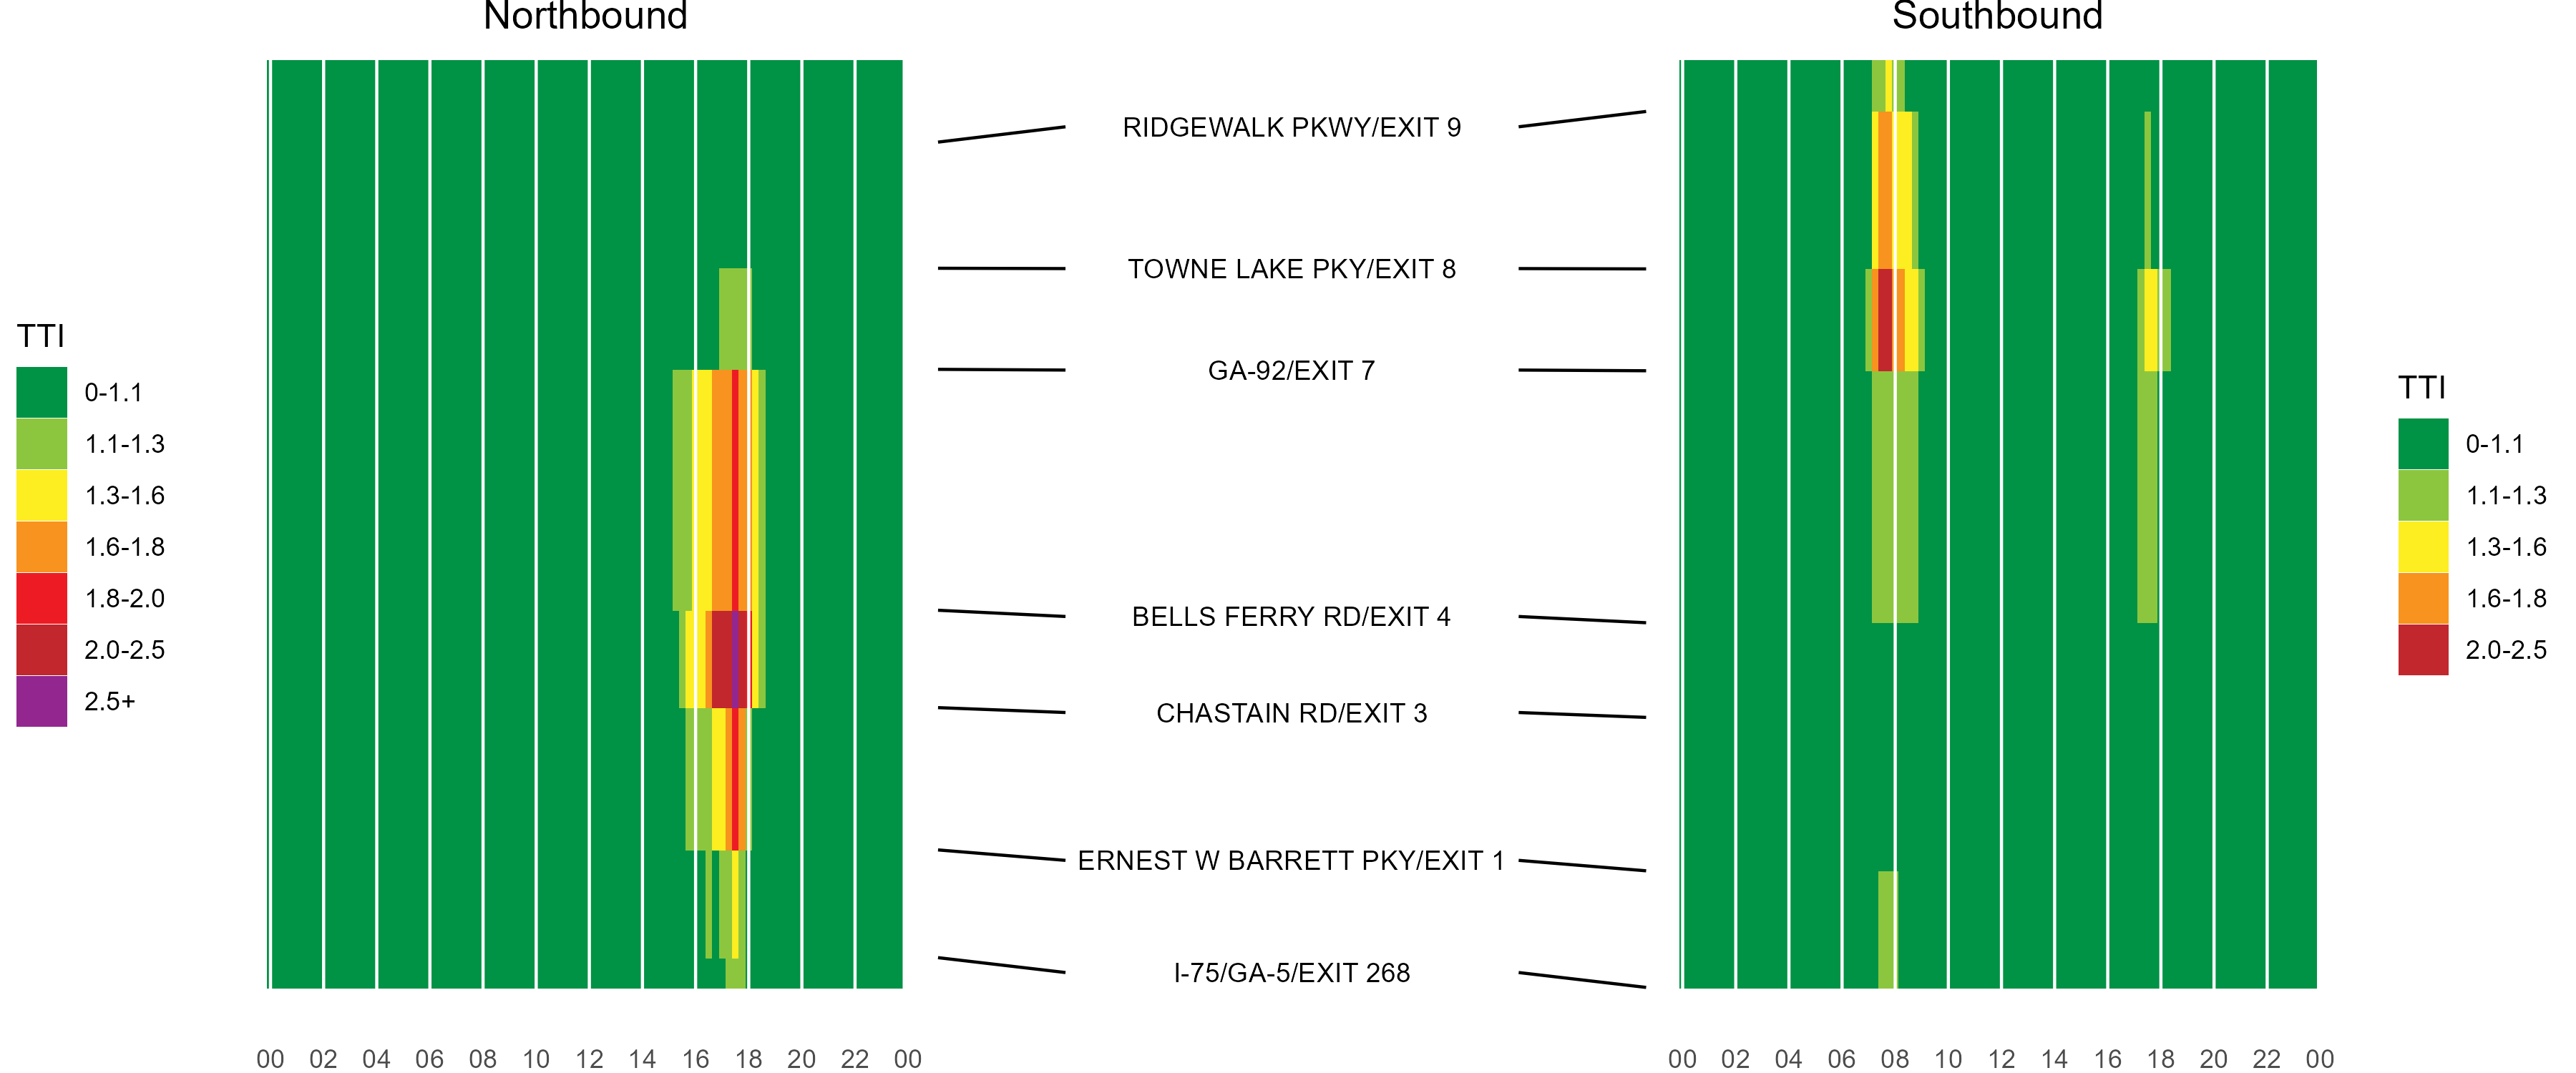 Northbound
Southbound
TTI
0-1.1
1.1-1.3
1.3-1.6
1.6-1.8
1.8-2.0
2.0-2.5
2.5+
RIDGEWALK PKWY/EXIT 9
TOWNE LAKE PKY/EXIT 8
GA-92/EXIT 7
BELLS FERRY RD/EXIT 4
CHASTAIN RD/EXIT 3
ERNEST W BARRETT PKY/EXIT 1
I-75/GA-5/EXIT 268
TTI
0-1.1
1.1-1.3
1.3-1.6
1.6-1.8
2.0-2.5
00 02 04 06 08 10 12 14 16 18 20 22 00
00 02 04 06 08 10 12 14 16 18 20 22 00